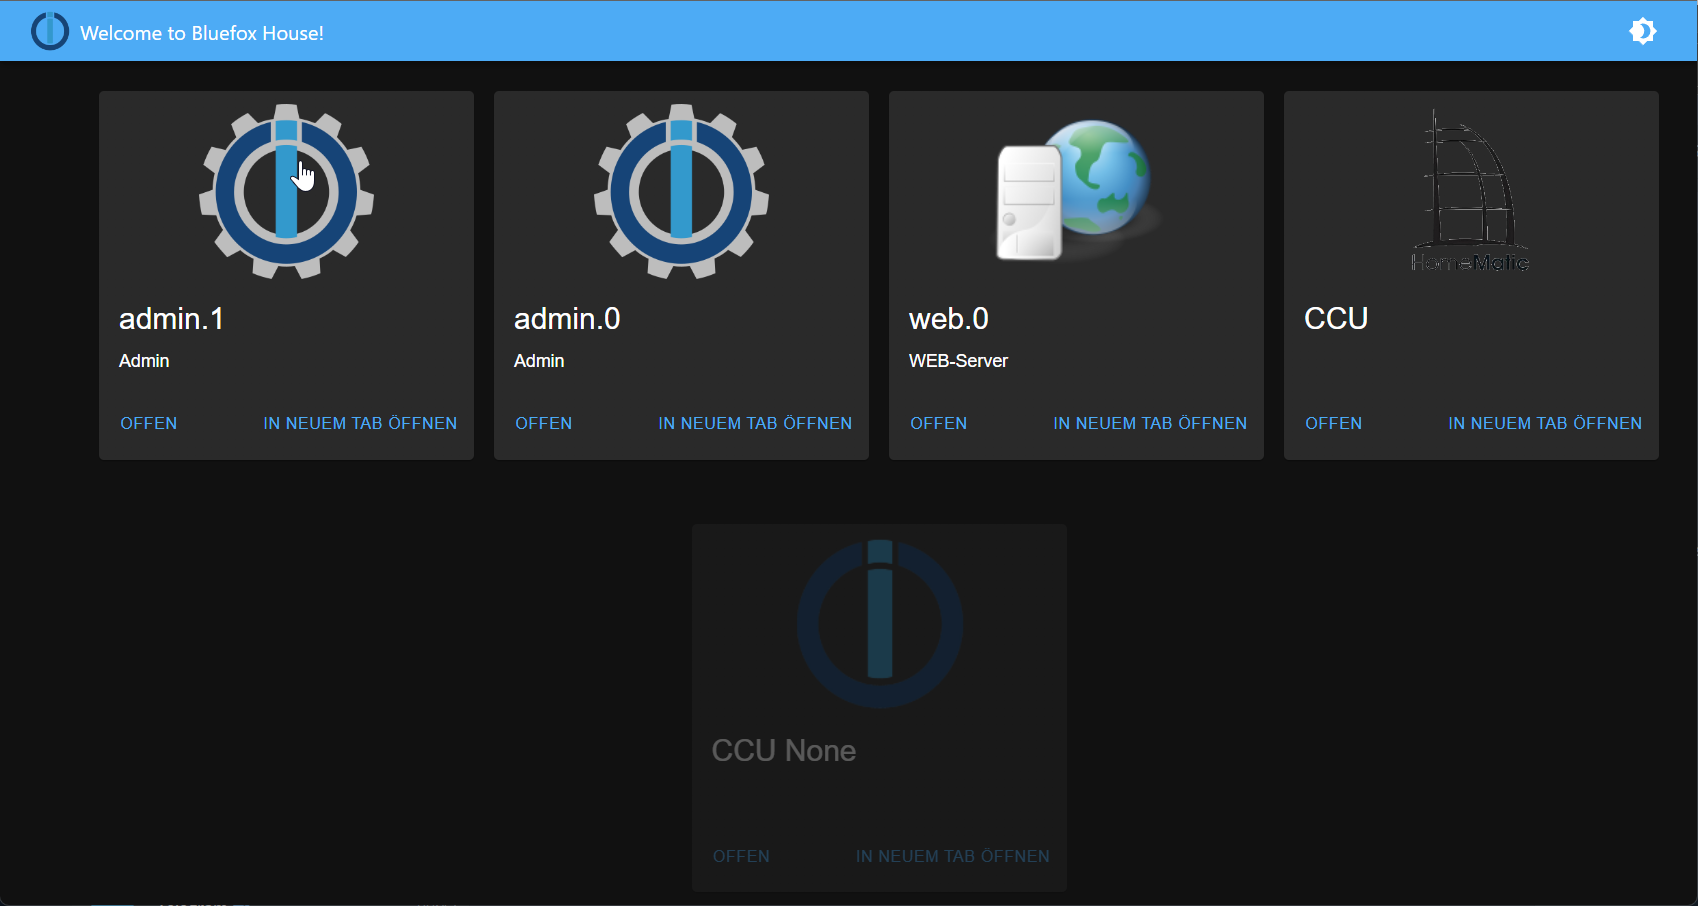 Welcome to Bluefox House!
HomeMatic
admin.1
admin.0
web.0
CCU
Admin
Admin
WEB-Server
OFFEN
IN NEUEM TAB ÖFFNEN
OFFEN
IN NEUEM TAB ÖFFNEN
OFFEN
IN NEUEM TAB ÖFFNEN
OFFEN
IN NEUEM TAB ÖFFNEN
CCU None
OFFEN
IN NEUEM TAB ÖFFNEN